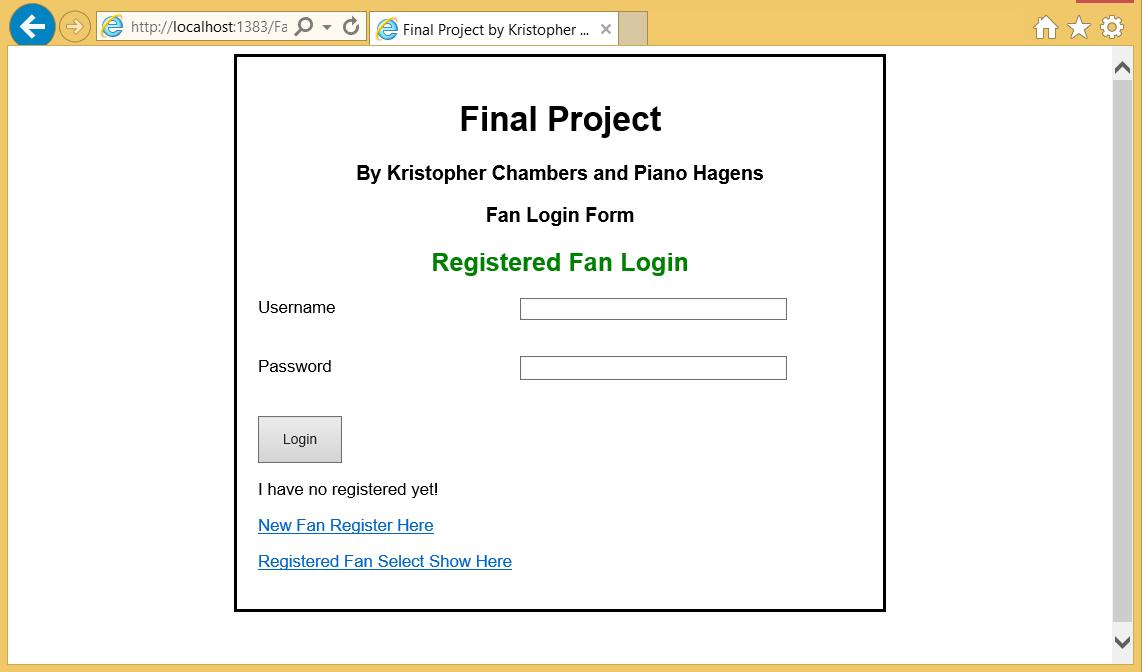 http://localhost:1383/Fa
Final Project by Kristopher ...
Final Project
By Kristopher Chambers and Piano Hagens
Fan Login Form
Registered Fan Login
Username
Password
Login
I have no registered yet!
New Fan Register Here
Registered Fan Select Show Here